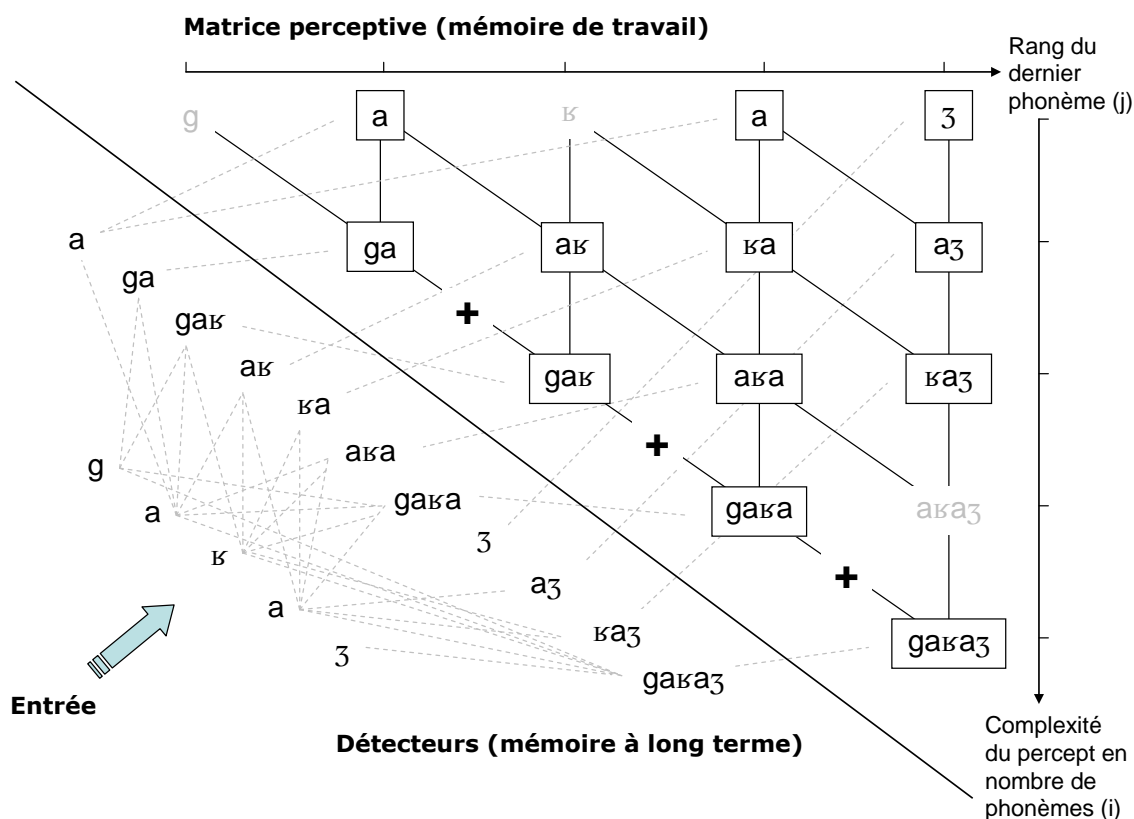 Matrice perceptive (mémoire de travail)
Rang du
dernier
phonème (j)
g a ʁ a ʒ
a
ga aʁ ʁa aʒ
ga
gaʁ
+
aʁ
gaʁ aʁa ʁaʒ
ʁa
+
aʁa
g
gaʁa
gaʁa aʁaʒ
a
ʒ
ʁ
+
aʒ
a
ʁaʒ
gaʁaʒ
ʒ
gaʁaʒ
Entrée
Détecteurs (mémoire à long terme)
Complexité
du percept en
nombre de
phonèmes (i)